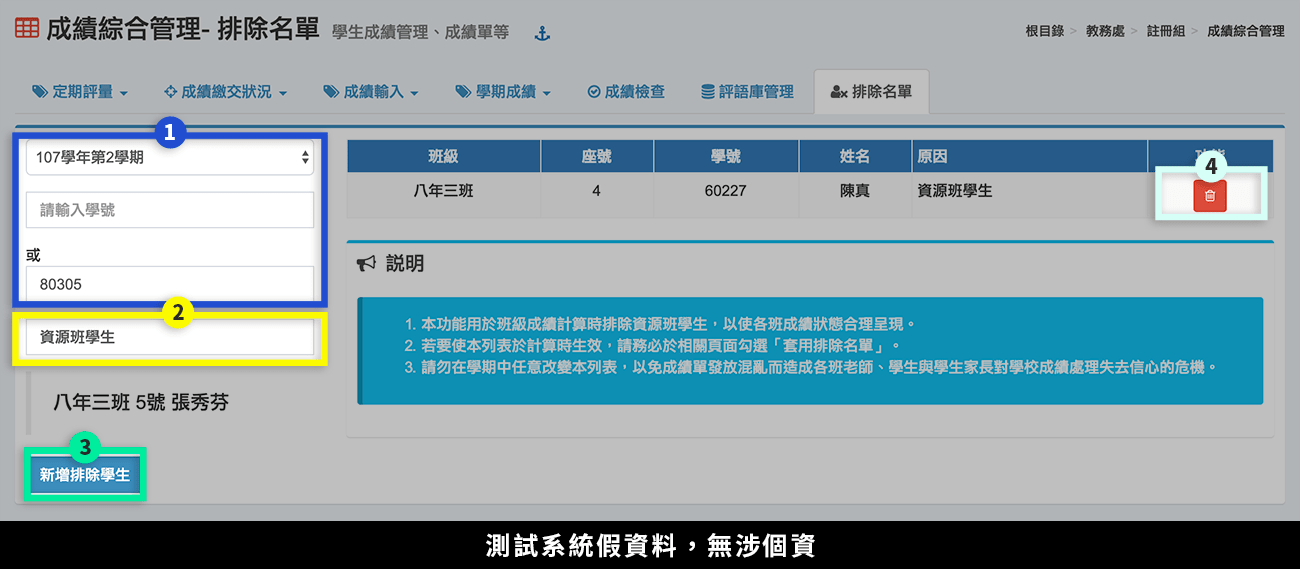 成績綜合管理- 排除名單 學生成績管理、成績單等
根目錄 > 教務處 > 註冊組 > 成績綜合管理
定期評量 成績繳交狀況 成績輸入 學期成績 成績檢查 評語庫管理 排除名單
1
107學年第2學期
請輸入學號
或
80305
2
資源班學生
八年三班 5號 張秀芬
3
新增排除學生
班級 座號 學號 姓名 原因
4
八年三班 4 60227 陳真 資源班學生
説明
1. 本功能用於班級成績計算時排除資源班學生，以使各班成績狀態合理呈現。
2. 若要使本列表於計算時生效，請務必於相關頁面勾選「套用排除名單」。
3. 請勿在學期中任意改變本列表，以免成績單發放混亂而造成各班老師、學生與學生家長對學校成績處理失去信心的危機。
測試系統假資料，無涉個資